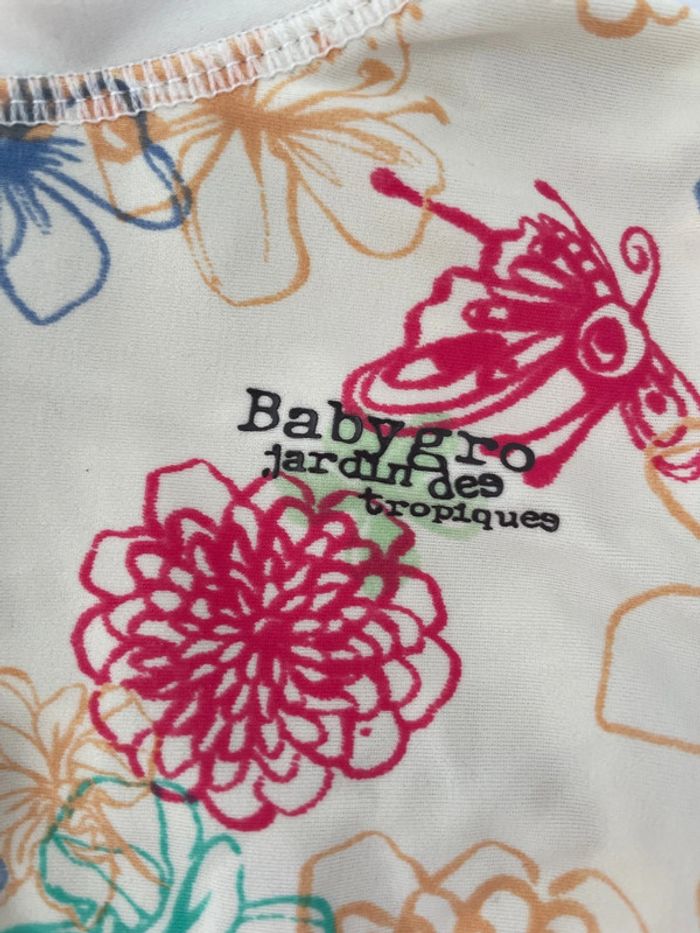 Babygro
jardin des
tropiques